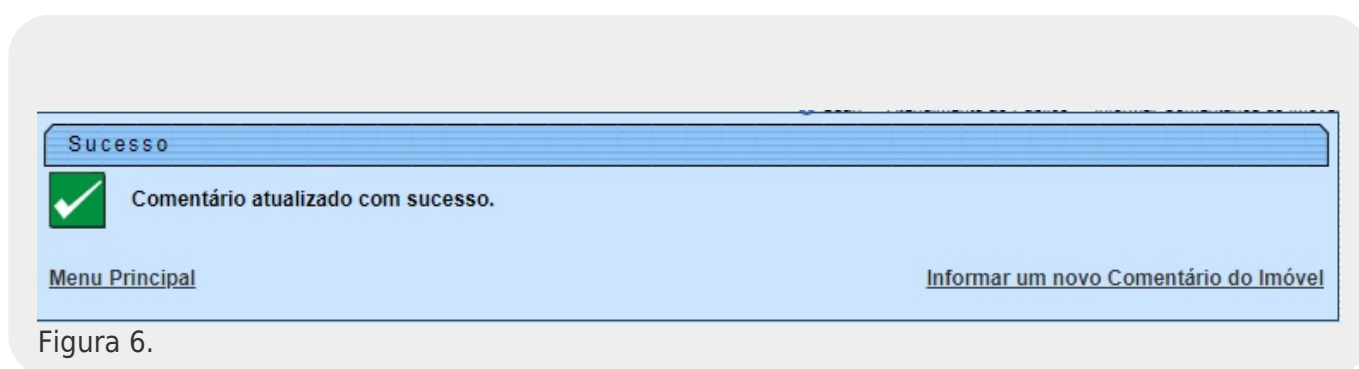 Sucesso
Comentário atualizado com sucesso.
Menu Principal
Informar um novo Comentário do Imóvel
Figura 6.